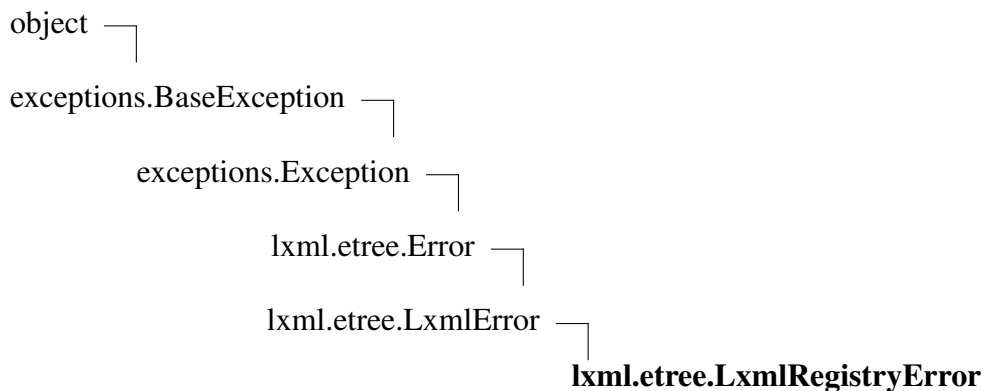 object
exceptions.BaseException
exceptions.Exception
lxml.etree.Error
lxml.etree.LxmlError
lxml.etree.LxmlRegistryError